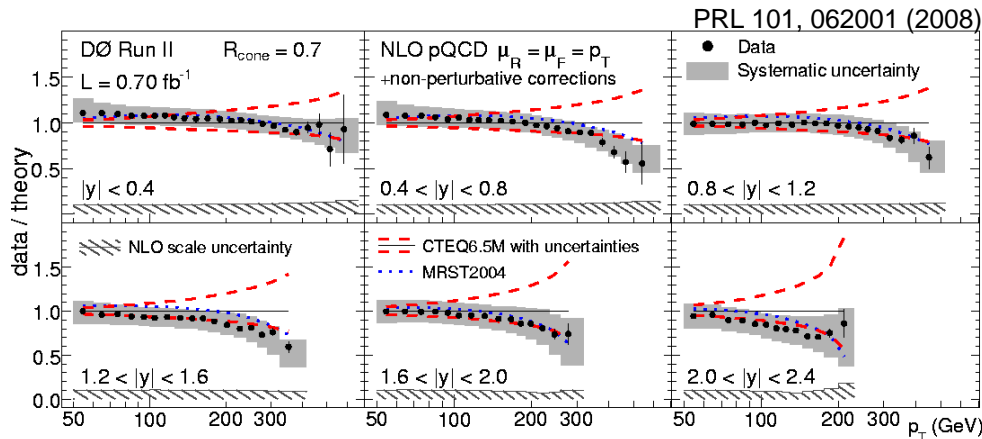 PRL 101, 062001 (2008)
DØ Run II R_cone = 0.7
L = 0.70 fb⁻¹
NLO pQCD μ_R = μ_F = p_T
+non-perturbative corrections
Data
Systematic uncertainty
1.5
1.0
0.5
|y| < 0.4
0.4 < |y| < 0.8
0.8 < |y| < 1.2
data / theory
NLO scale uncertainty
CTEQ6.5M with uncertainties
MRST2004
1.5
1.0
0.5
0.0
1.2 < |y| < 1.6
1.6 < |y| < 2.0
2.0 < |y| < 2.4
50 100 200 300 50 100 200 300 50 100 200 300
p_T (GeV)